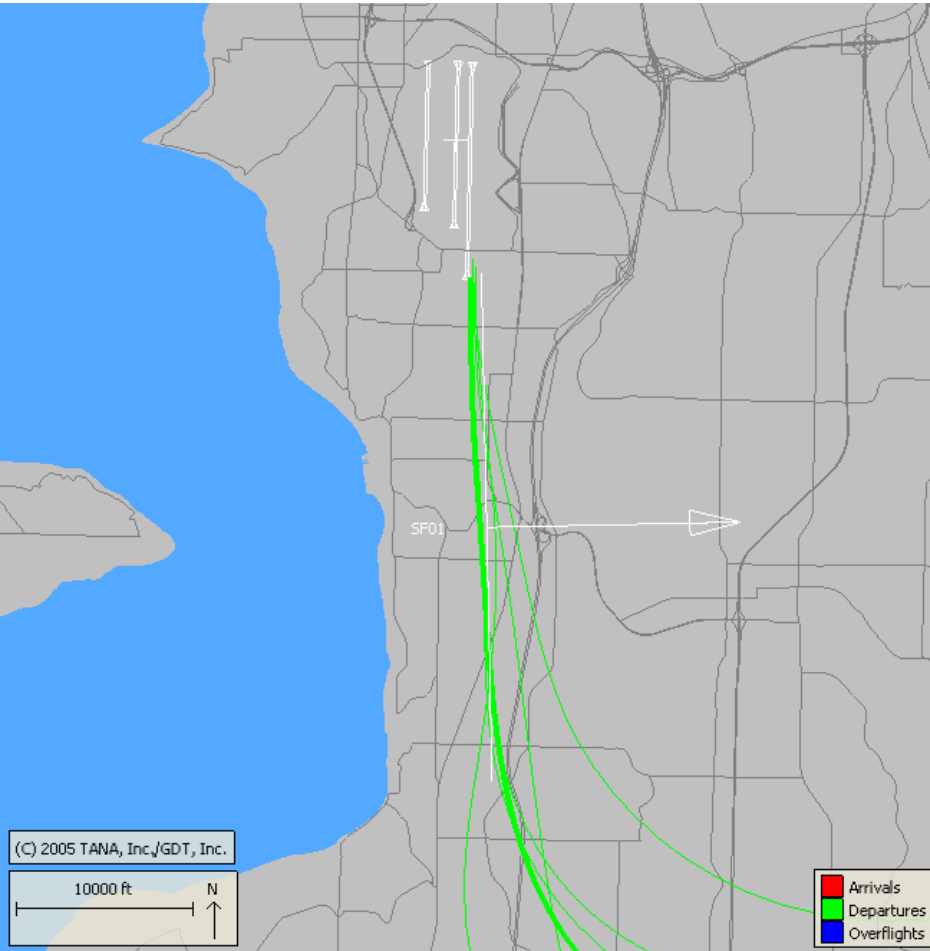 SF01
(C) 2005 TANA, Inc./GDT, Inc.
10000 ft N
Arrivals
Departures
Overflights